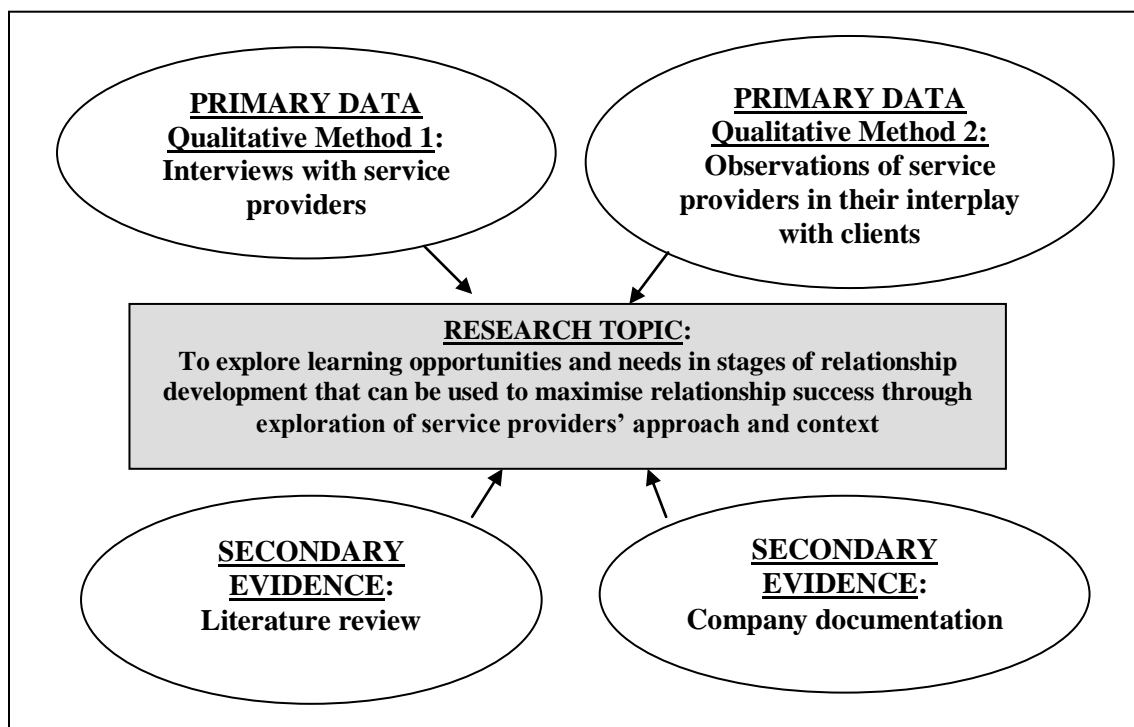 PRIMARY DATA
Qualitative Method 1:
Interviews with service
providers
PRIMARY DATA
Qualitative Method 2:
Observations of service
providers in their interplay
with clients
RESEARCH TOPIC:
To explore learning opportunities and needs in stages of relationship
development that can be used to maximise relationship success through
exploration of service providers’ approach and context
SECONDARY
EVIDENCE:
Literature review
SECONDARY
EVIDENCE:
Company documentation